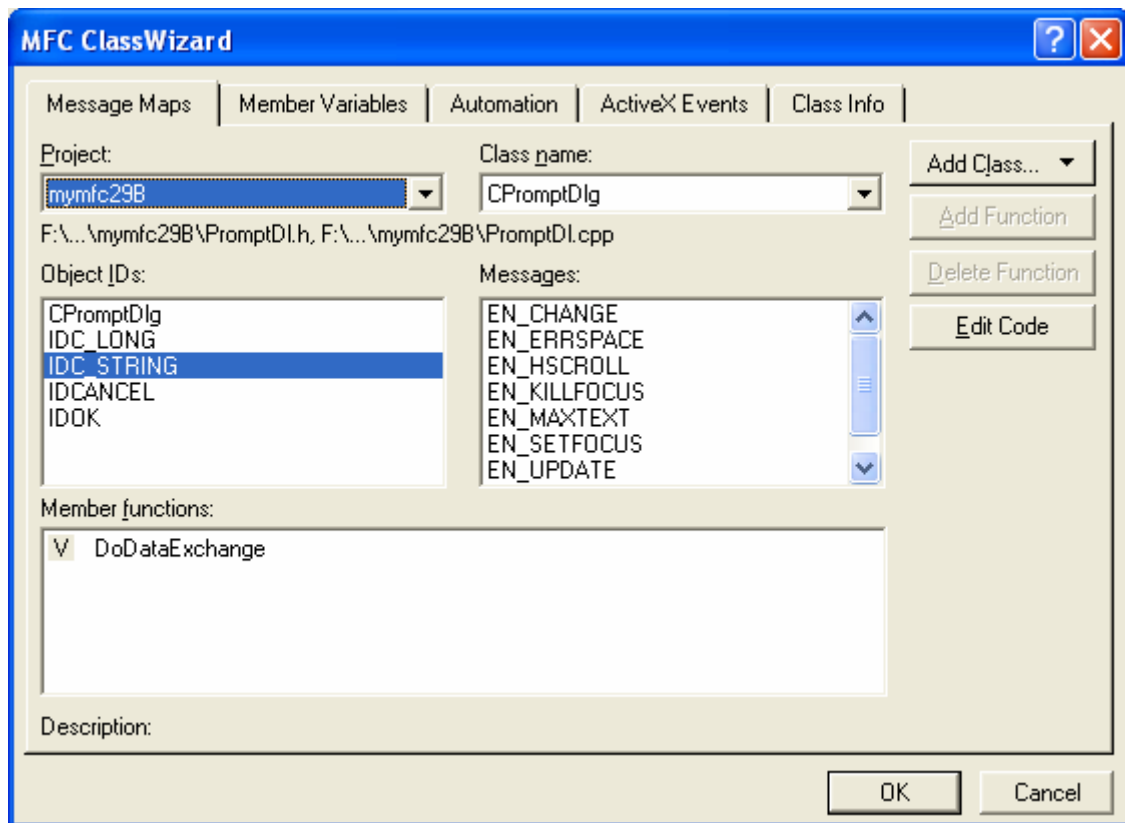 MFC ClassWizard
Message Maps Member Variables Automation ActiveX Events Class Info
Project: Class name:
mymfc29B CPromptDlg
Add Class...
F:\...\mymfc29B\PromptDl.h, F:\...\mymfc29B\PromptDl.cpp
Add Function
Object IDs: Messages:
Delete Function
CPromptDlg EN_CHANGE
Edit Code
IDC_LONG EN_ERRSPACE
IDC_STRING EN_HSCROLL
IDCANCEL EN_KILLFOCUS
IDOK EN_MAXTEXT
EN_SETFOCUS
EN_UPDATE
Member functions:
V DoDataExchange
Description:
OK Cancel